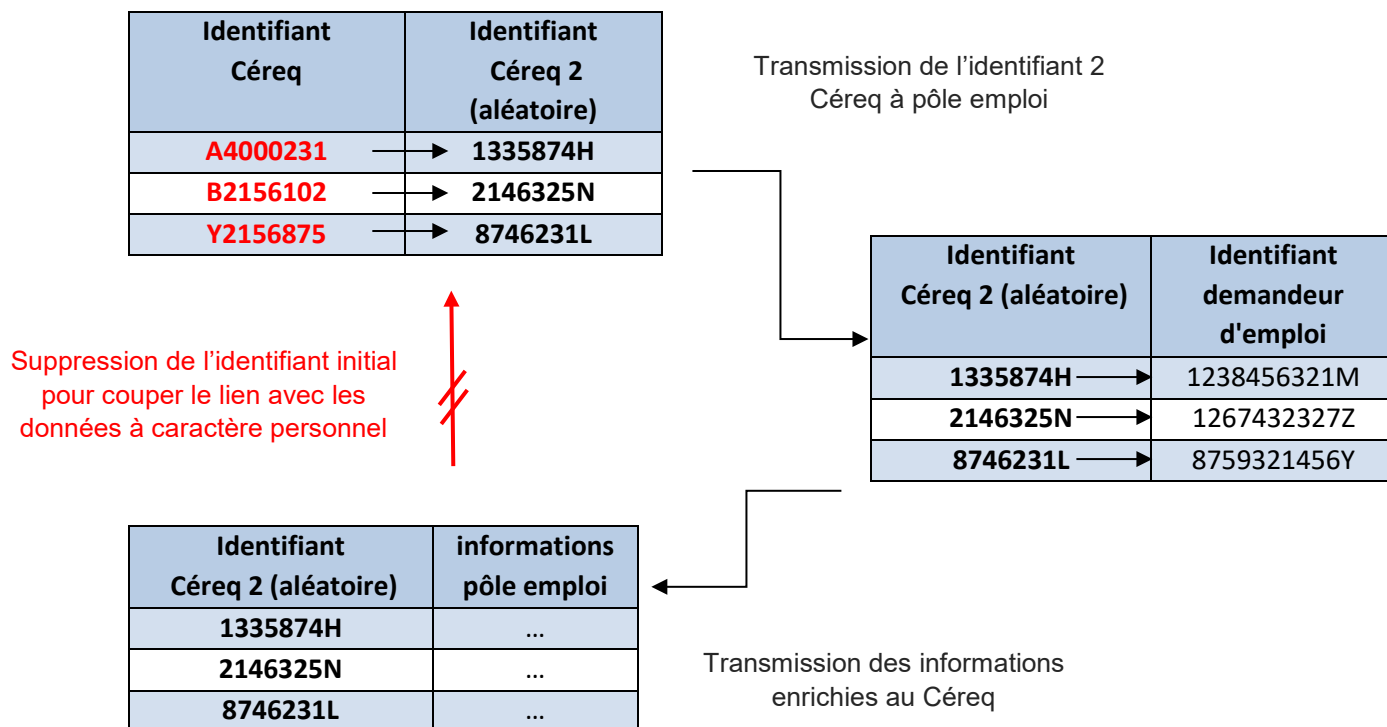 Identifiant
Céreq
Identifiant
Céreq 2
(aléatoire)
A4000231 1335874H
B2156102 2146325N
Y2156875 8746231L
Transmission de l’identifiant 2
Céreq à pôle emploi
Identifiant
Céreq 2 (aléatoire)
Identifiant
demandeur
d'emploi
1335874H 1238456321M
2146325N 1267432327Z
8746231L 8759321456Y
Suppression de l’identifiant initial
pour couper le lien avec les
données à caractère personnel
Identifiant
Céreq 2 (aléatoire)
informations
pôle emploi
1335874H ...
2146325N ...
8746231L ...
Transmission des informations
enrichies au Céreq